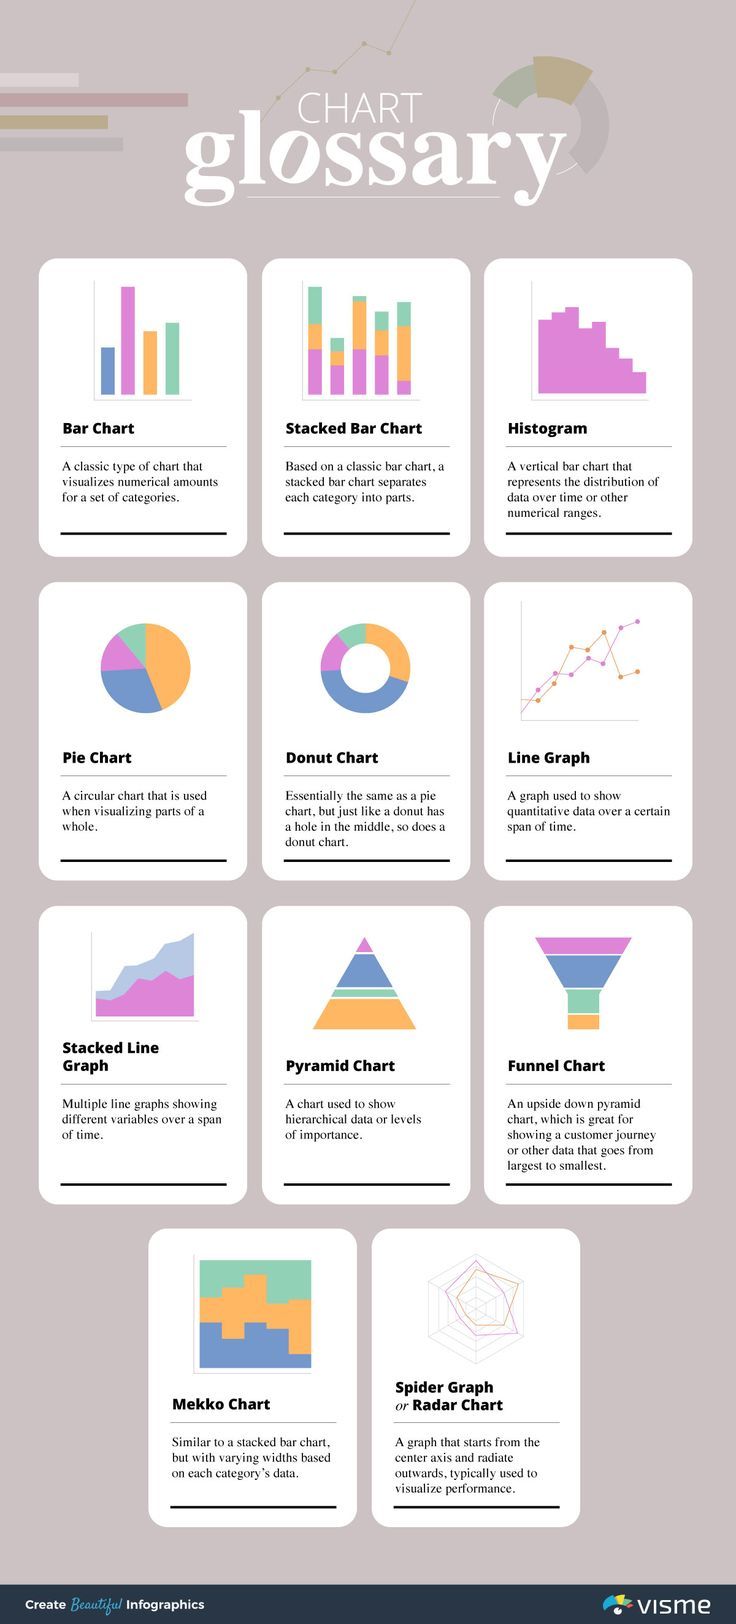 CHART
glossary
Bar Chart
A classic type of chart that
visualizes numerical amounts
for a set of categories.
Stacked Bar Chart
Based on a classic bar chart, a
stacked bar chart separates
each category into parts.
Histogram
A vertical bar chart that
represents the distribution of
data over time or other
numerical ranges.
Pie Chart
A circular chart that is used
when visualizing parts of a
whole.
Donut Chart
Essentially the same as a pie
chart, but just like a donut has
a hole in the middle, so does a
donut chart.
Line Graph
A graph used to show
quantitative data over a certain
span of time.
Stacked Line
Graph
Multiple line graphs showing
different variables over a span
of time.
Pyramid Chart
A chart used to show
hierarchical data or levels
of importance.
Funnel Chart
An upside down pyramid
chart, which is great for
showing a customer journey
or other data that goes from
largest to smallest.
Mekko Chart
Similar to a stacked bar chart,
but with varying widths based
on each category's data.
Spider Graph
or Radar Chart
A graph that starts from the
center axis and radiate
outwards, typically used to
visualize performance.
Create Beautiful Infographics
visme